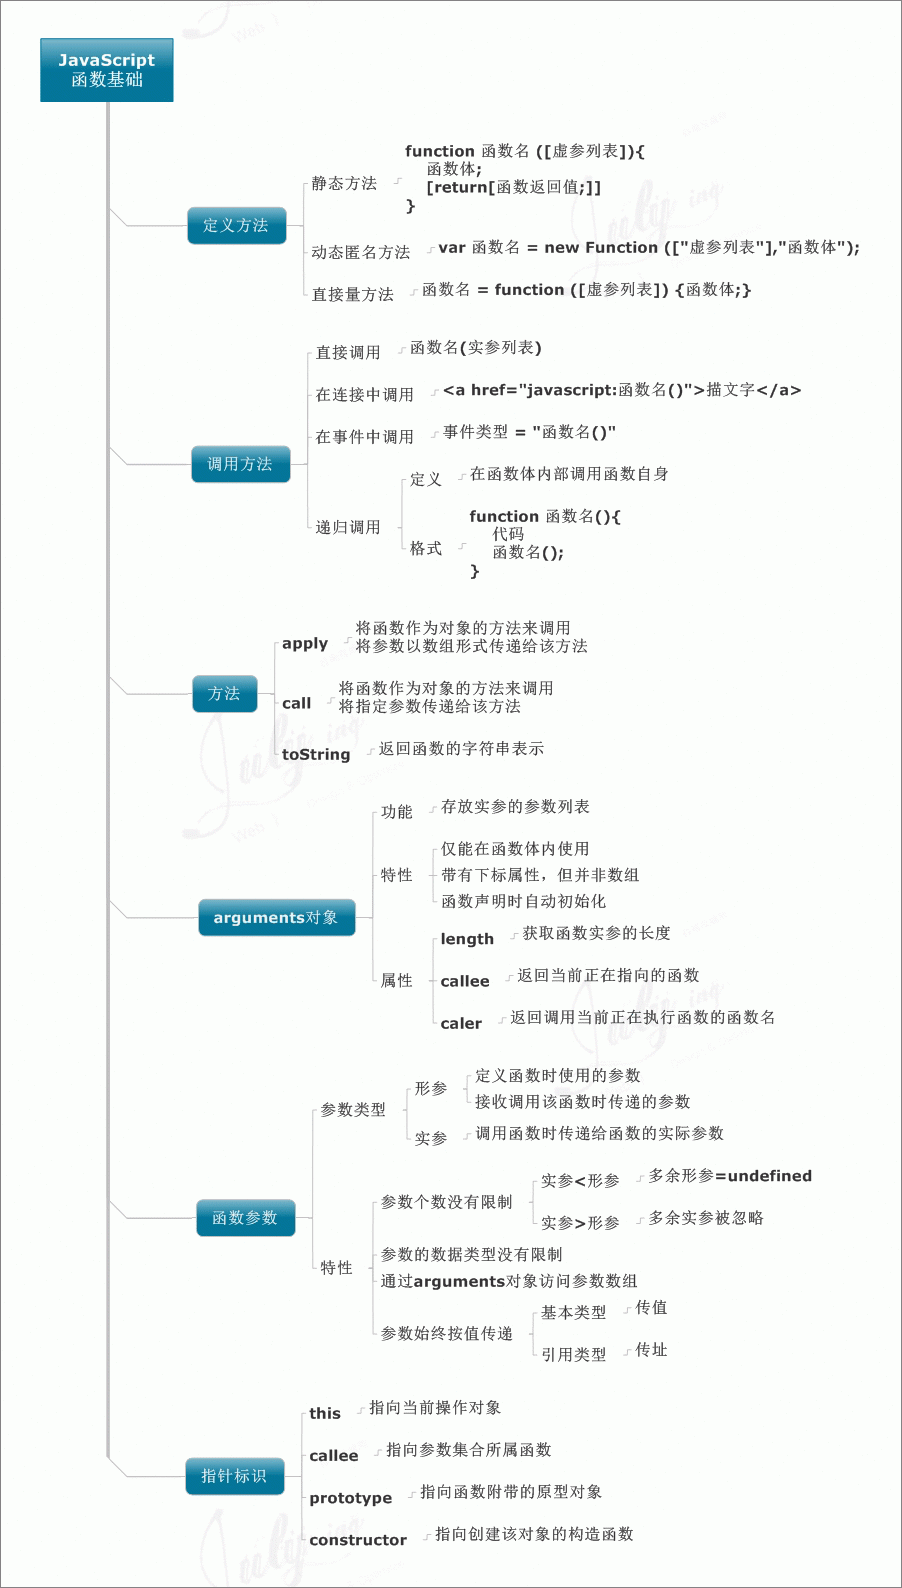 JavaScript
函数基础
定义方法
静态方法
function 函数名 ([虚参列表]){
函数体;
[return[函数返回值;]]
}
动态匿名方法
var 函数名 = new Function (["虚参列表"],"函数体");
直接量方法
函数名 = function ([虚参列表]) {函数体;}
调用方法
直接调用
函数名(实参列表)
在连接中调用
<a href="javascript:函数名()">描文字</a>
在事件中调用
事件类型 = "函数名()"
递归调用
定义
在函数体内部调用函数自身
格式
function 函数名(){
代码
函数名();
}
方法
apply
将函数作为对象的方法来调用
将参数以数组形式传递给该方法
call
将函数作为对象的方法来调用
将指定参数传递给该方法
toString
返回函数的字符串表示
arguments对象
功能
存放实参的参数列表
特性
仅能在函数体内使用
带有下标属性，但并非数组
函数声明时自动初始化
属性
length
获取函数实参的长度
callee
返回当前正在指向的函数
caler
返回调用当前正在执行函数的函数名
函数参数
参数类型
形参
定义函数时使用的参数
接收调用该函数时传递的参数
实参
调用函数时传递给函数的实际参数
特性
参数个数没有限制
实参<形参
多余形参=undefined
实参>形参
多余实参被忽略
参数的数据类型没有限制
通过arguments对象访问参数数组
参数始终按值传递
基本类型
传值
引用类型
传址
指针标识
this
指向当前操作对象
callee
指向参数集合所属函数
prototype
指向函数附带的原型对象
constructor
指向创建该对象的构造函数